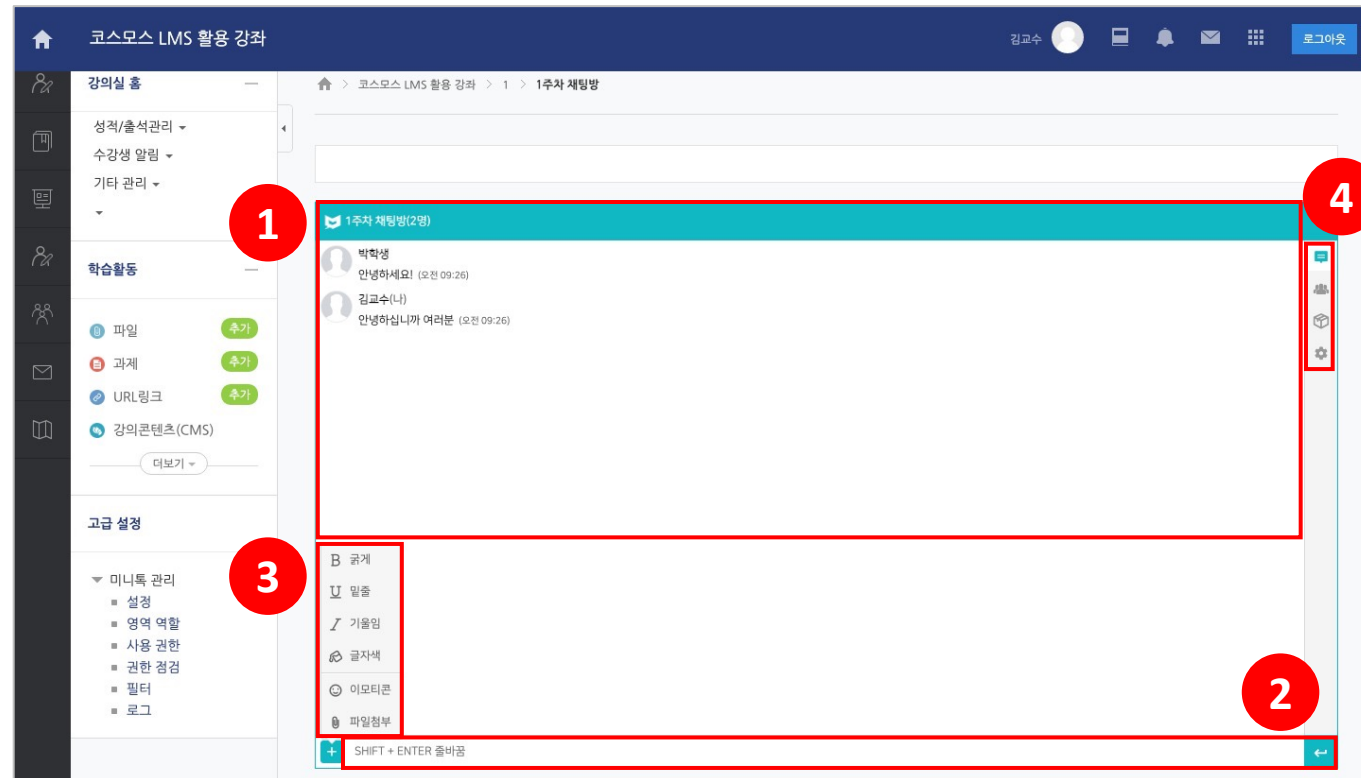 코스모스 LMS 활용 강좌
김교수
로그아웃
강의실 홈
성적/출석관리
수강생 알림
기타 관리
학습활동
파일 추가
과제 추가
URL링크 추가
강의콘텐츠(CMS)
더보기
고급 설정
미니톡 관리
설정
영역 역할
사용 권한
권한 점검
필터
로그
코스모스 LMS 활용 강좌 > 1 > 1주차 채팅방
1
1주차 채팅방(2명)
박학생
안녕하세요! (오전 09:26)
김교수(나)
안녕하십니까 여러분 (오전 09:26)
4
3
B 굵게
U 밑줄
I 기울임
글자색
이모티콘
파일첨부
2
+ SHIFT + ENTER 줄바꿈